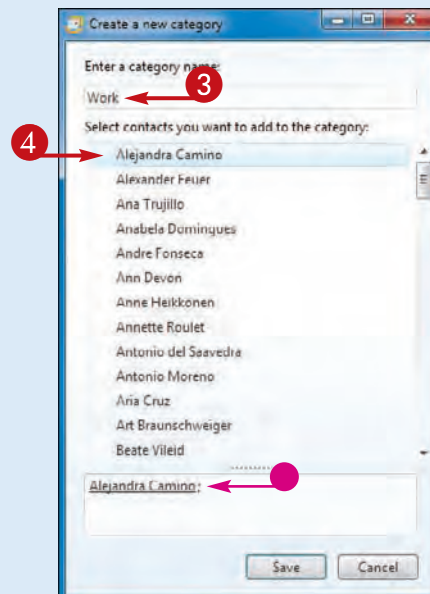 Create a new category
Enter a category name:
Work
3
Select contacts you want to add to the category:
4
Alejandra Camino
Alexander Feuer
Ana Trujillo
Anabela Domingues
Andre Fonseca
Ann Devon
Anne Heikkonen
Annette Roulet
Antonio del Saavedra
Antonio Moreno
Aria Cruz
Art Braunschweiger
Beate Vileid
Alejandra Camino;
Save
Cancel